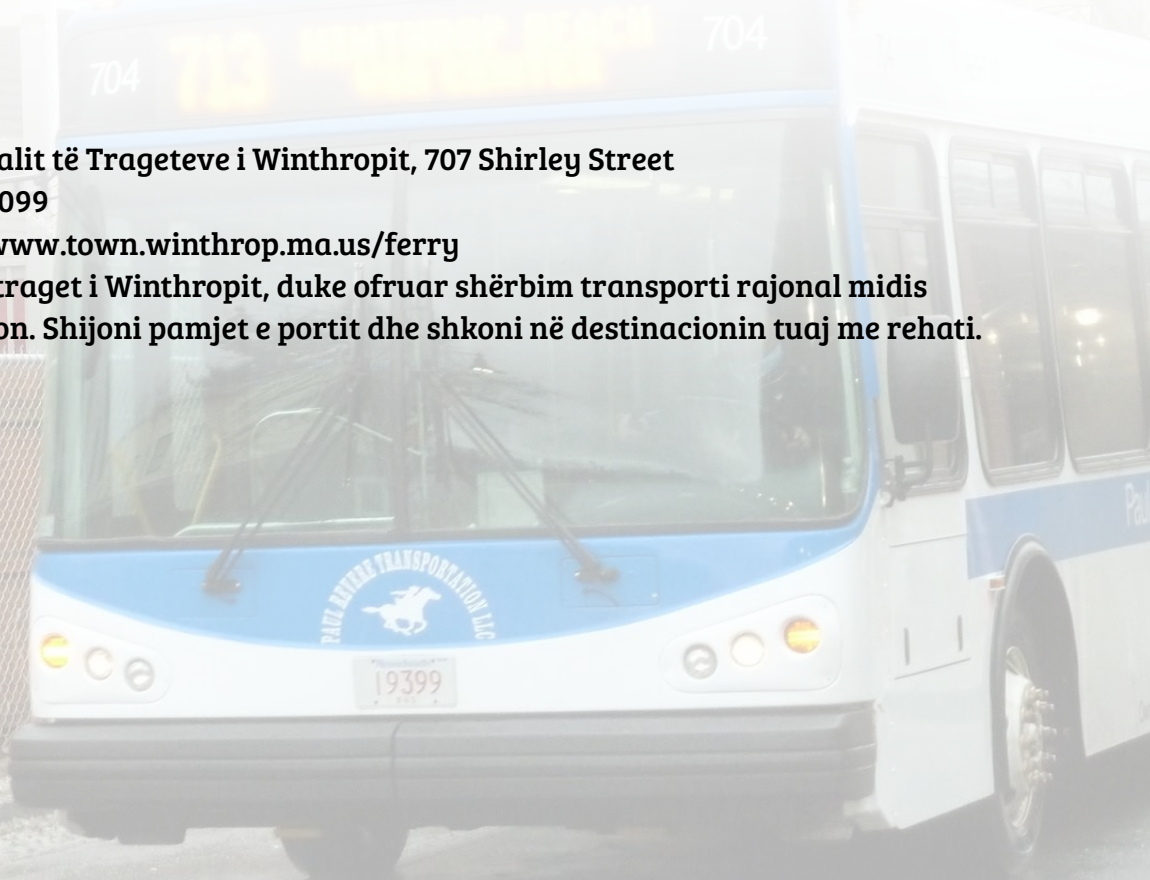 704 713 WINTHROP BEACH 704
alit të Trageteve i Winthropit, 707 Shirley Street
099
www.town.winthrop.ma.us/ferry
traget i Winthropit, duke ofruar shërbim transporti rajonal midis
on. Shijoni pamjet e portit dhe shkoni në destinacionin tuaj me rehati.
PAUL REVERE TRANSPORTATION LLC
19399